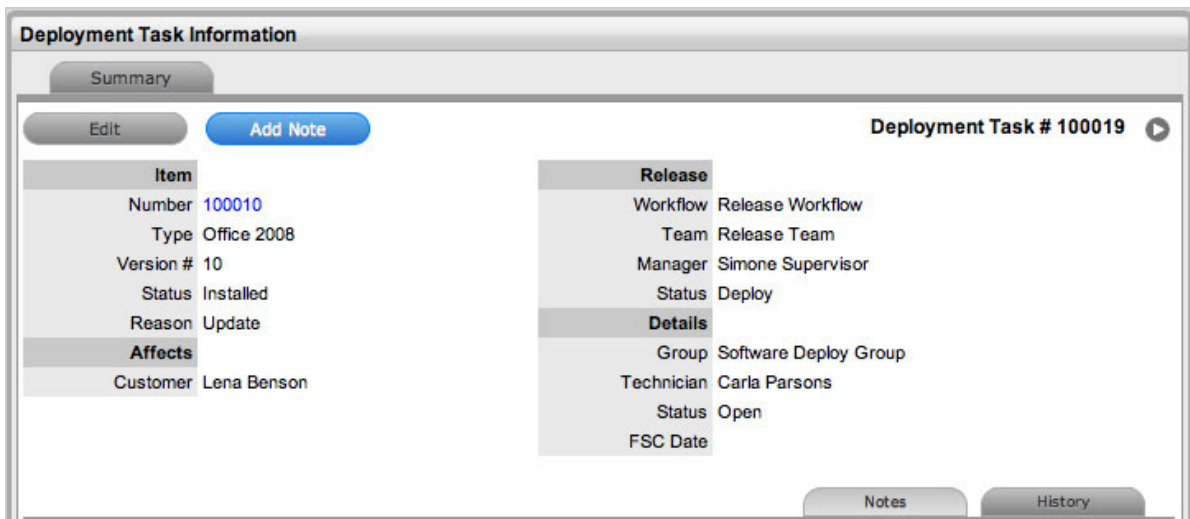 Deployment Task Information
Summary
Edit
Add Note
Deployment Task # 100019
Item
Number 100010
Type Office 2008
Version # 10
Status Installed
Reason Update
Affects
Customer Lena Benson
Release
Workflow Release Workflow
Team Release Team
Manager Simone Supervisor
Status Deploy
Details
Group Software Deploy Group
Technician Carla Parsons
Status Open
FSC Date
Notes
History